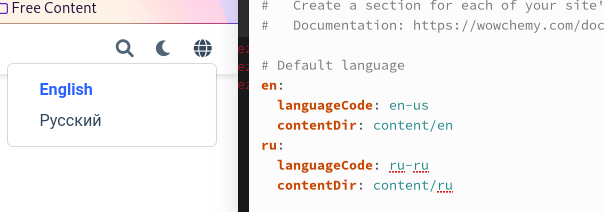 Free Content
English
Русский
# Create a section for each of your site'
# Documentation: https://wowchemy.com/doc
# Default language
en:
languageCode: en-us
contentDir: content/en
ru:
languageCode: ru-ru
contentDir: content/ru